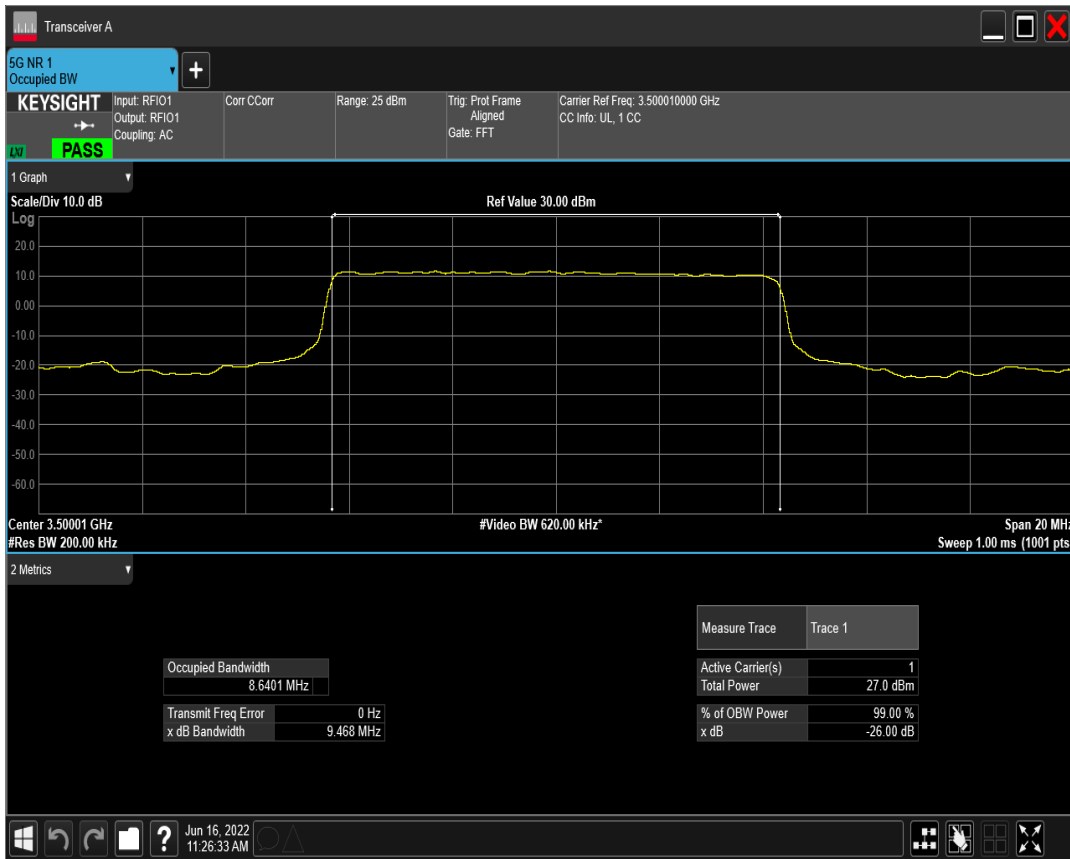 Transceiver A
5G NR 1
Occupied BW
+
KEYSIGHT
LXI
PASS
Input: RFIO1
Output: RFIO1
Coupling: AC
Corr CCorr
Range: 25 dBm
Trig: Prot Frame
Aligned
Gate: FFT
Carrier Ref Freq: 3.500010000 GHz
CC Info: UL, 1 CC
1 Graph
Scale/Div 10.0 dB
Ref Value 30.00 dBm
Log
20.0
10.0
0.00
-10.0
-20.0
-30.0
-40.0
-50.0
-60.0
Center 3.50001 GHz
#Video BW 620.00 kHz*
Span 20 MHz
#Res BW 200.00 kHz
Sweep 1.00 ms (1001 pts
2 Metrics
Measure Trace Trace 1
Occupied Bandwidth
8.6401 MHz
Active Carrier(s) 1
Total Power 27.0 dBm
Transmit Freq Error 0 Hz
x dB Bandwidth 9.468 MHz
% of OBW Power 99.00 %
x dB -26.00 dB
?
Jun 16, 2022
11:26:33 AM